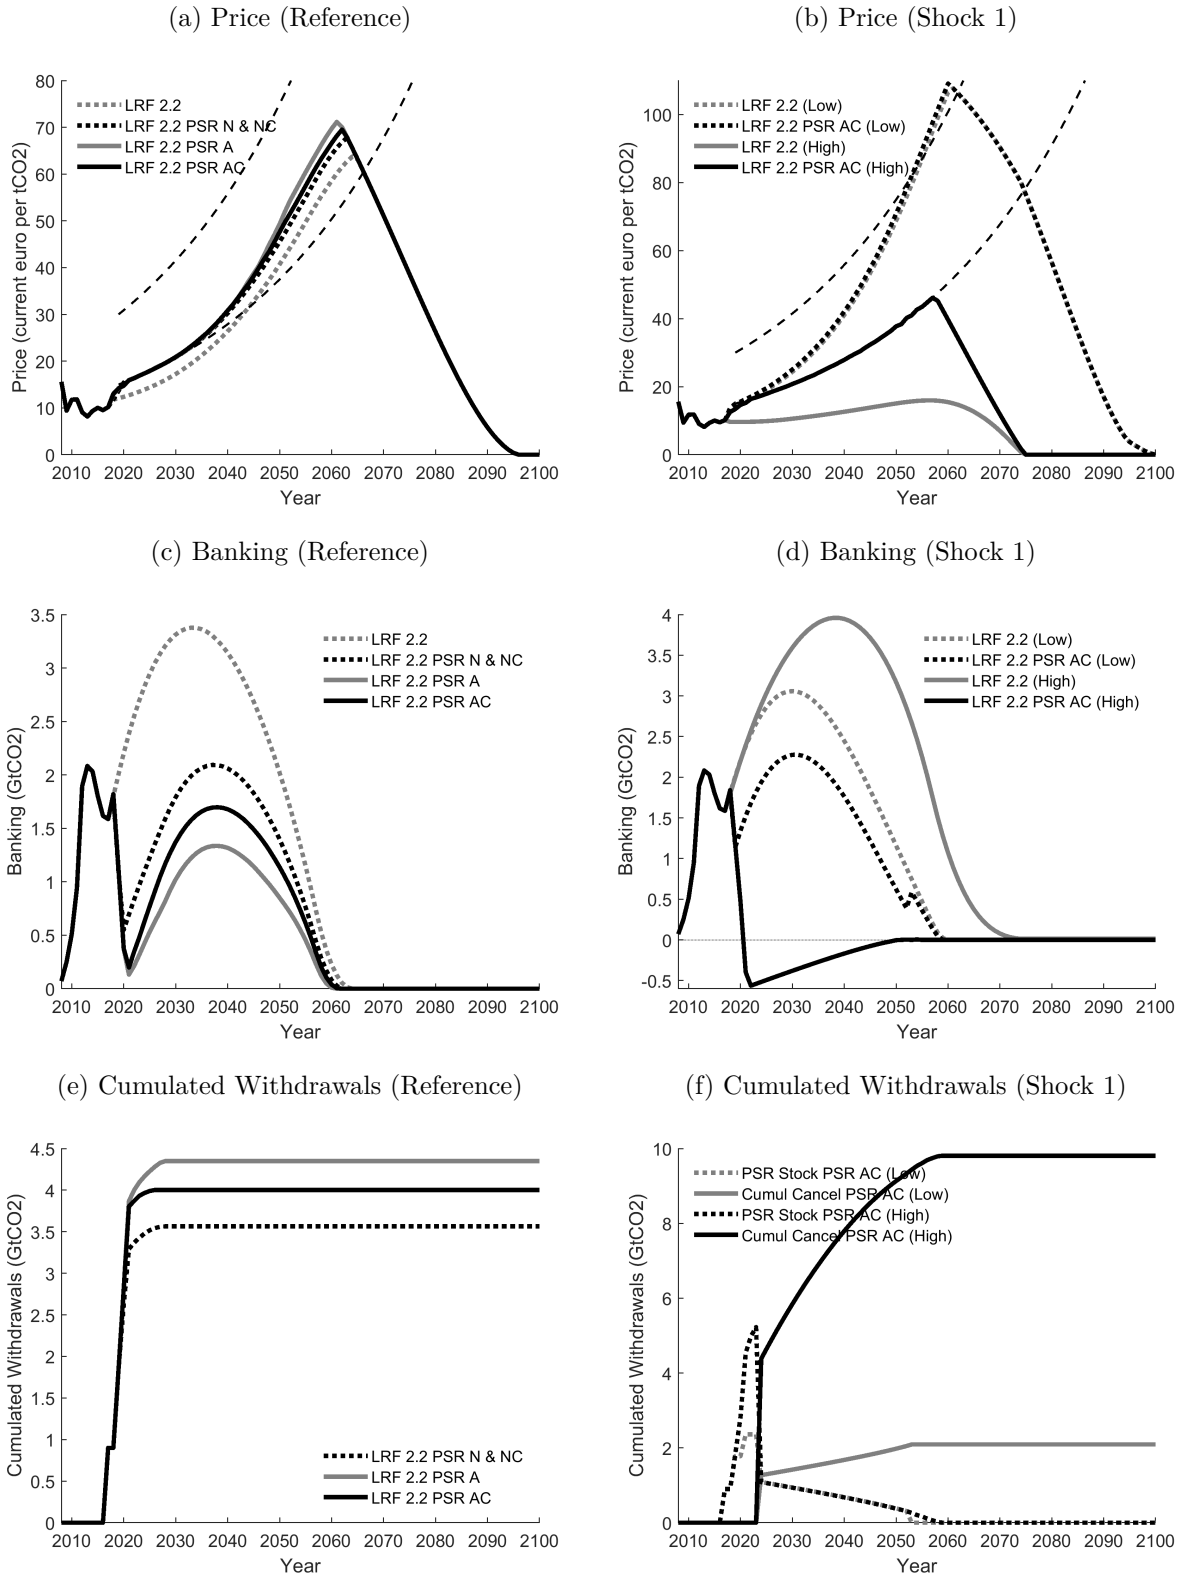 (a) Price (Reference)
80
70
60
50
40
30
20
10
0
Price (current euro per tCO2)
LRF 2.2
LRF 2.2 PSR N & NC
LRF 2.2 PSR A
LRF 2.2 PSR AC
2010 2020 2030 2040 2050 2060 2070 2080 2090 2100
Year
(b) Price (Shock 1)
100
80
60
40
20
0
Price (current euro per tCO2)
LRF 2.2 (Low)
LRF 2.2 PSR AC (Low)
LRF 2.2 (High)
LRF 2.2 PSR AC (High)
2010 2020 2030 2040 2050 2060 2070 2080 2090 2100
Year
(c) Banking (Reference)
3.5
3
2.5
2
1.5
1
0.5
0
Banking (GtCO2)
LRF 2.2
LRF 2.2 PSR N & NC
LRF 2.2 PSR A
LRF 2.2 PSR AC
2010 2020 2030 2040 2050 2060 2070 2080 2090 2100
Year
(d) Banking (Shock 1)
4
3.5
3
2.5
2
1.5
1
0.5
0
-0.5
Banking (GtCO2)
LRF 2.2 (Low)
LRF 2.2 PSR AC (Low)
LRF 2.2 (High)
LRF 2.2 PSR AC (High)
2010 2020 2030 2040 2050 2060 2070 2080 2090 2100
Year
(e) Cumulated Withdrawals (Reference)
4.5
4
3.5
3
2.5
2
1.5
1
0.5
0
Cumulated Withdrawals (GtCO2)
LRF 2.2 PSR N & NC
LRF 2.2 PSR A
LRF 2.2 PSR AC
2010 2020 2030 2040 2050 2060 2070 2080 2090 2100
Year
(f) Cumulated Withdrawals (Shock 1)
10
8
6
4
2
0
Cumulated Withdrawals (GtCO2)
PSR Stock PSR AC (Low)
Cumul Cancel PSR AC (Low)
PSR Stock PSR AC (High)
Cumul Cancel PSR AC (High)
2010 2020 2030 2040 2050 2060 2070 2080 2090 2100
Year